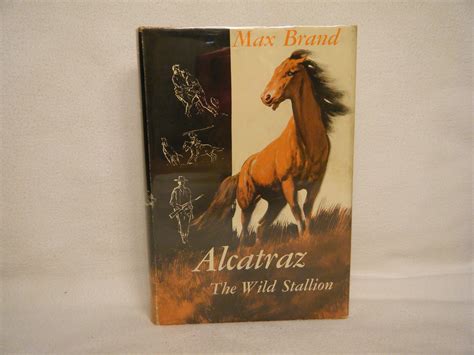 Max Brand
Alcatraz
The Wild Stallion